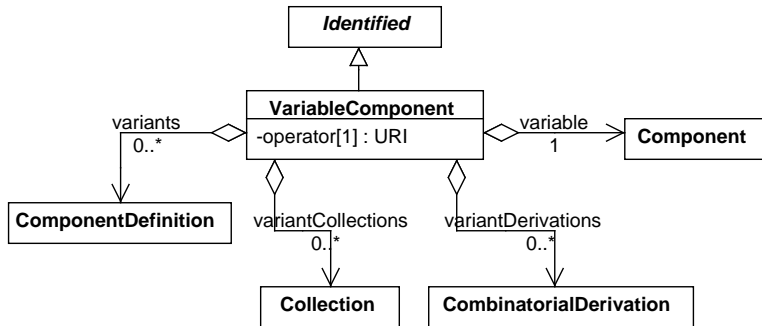 Identified
VariableComponent
-operator[1] : URI
variants
0..*
variable
1
Component
ComponentDefinition
variantCollections
0..*
variantDerivations
0..*
Collection
CombinatorialDerivation